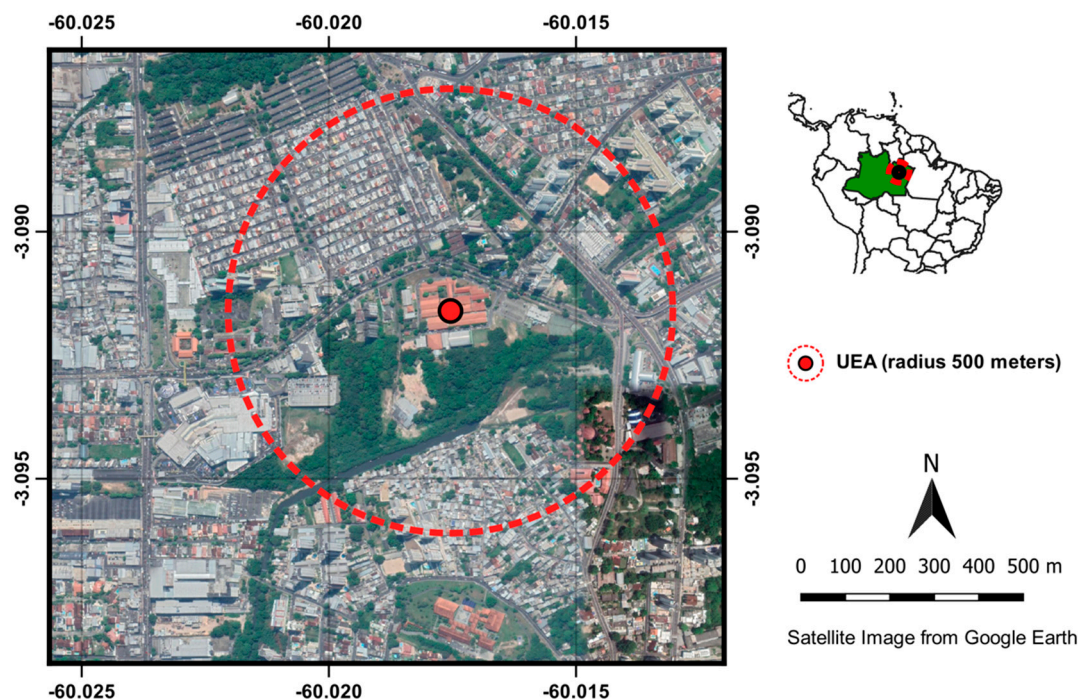 -60.025 -60.020 -60.015
-3.090 -3.090
-3.095 -3.095
-60.025 -60.020 -60.015
UEA (radius 500 meters)
N
0 100 200 300 400 500 m
Satellite Image from Google Earth